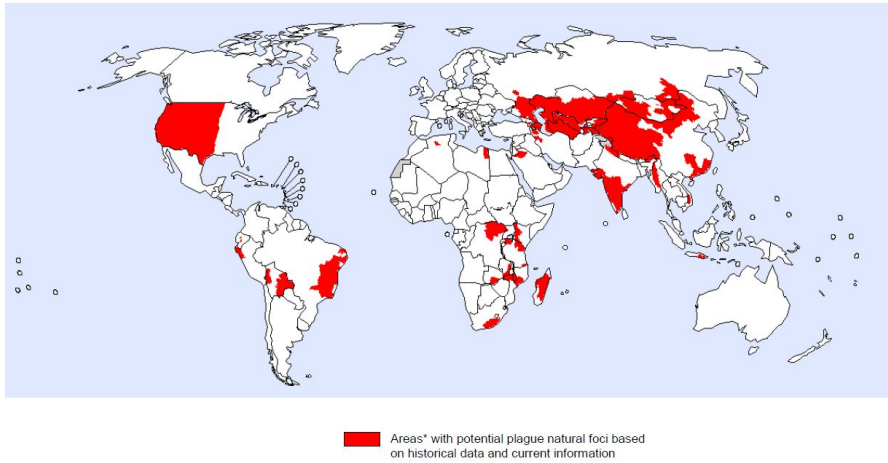 Areas* with potential plague natural foci based
on historical data and current information